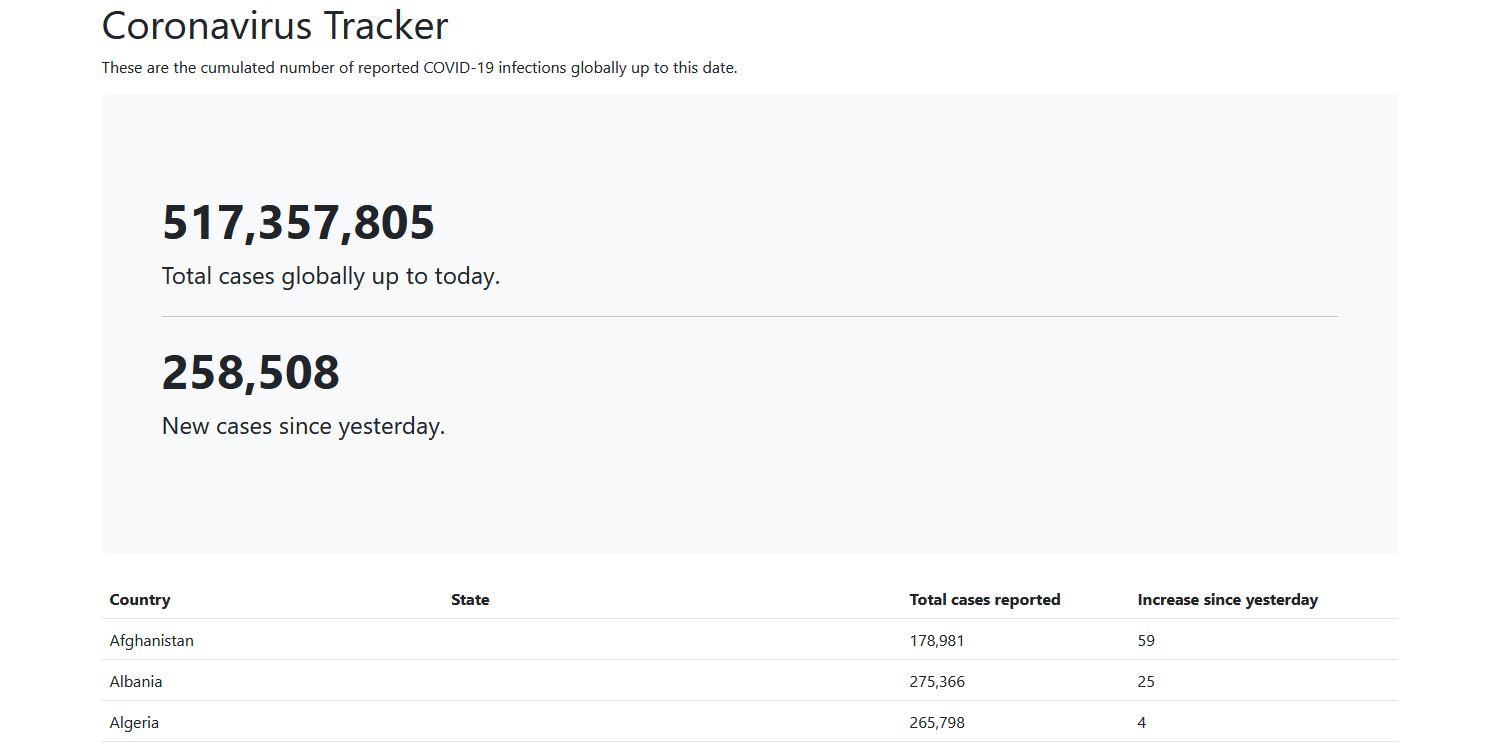 Coronavirus Tracker
These are the cumulated number of reported COVID-19 infections globally up to this date.
517,357,805
Total cases globally up to today.
258,508
New cases since yesterday.
Country State Total cases reported Increase since yesterday
Afghanistan 178,981 59
Albania 275,366 25
Algeria 265,798 4